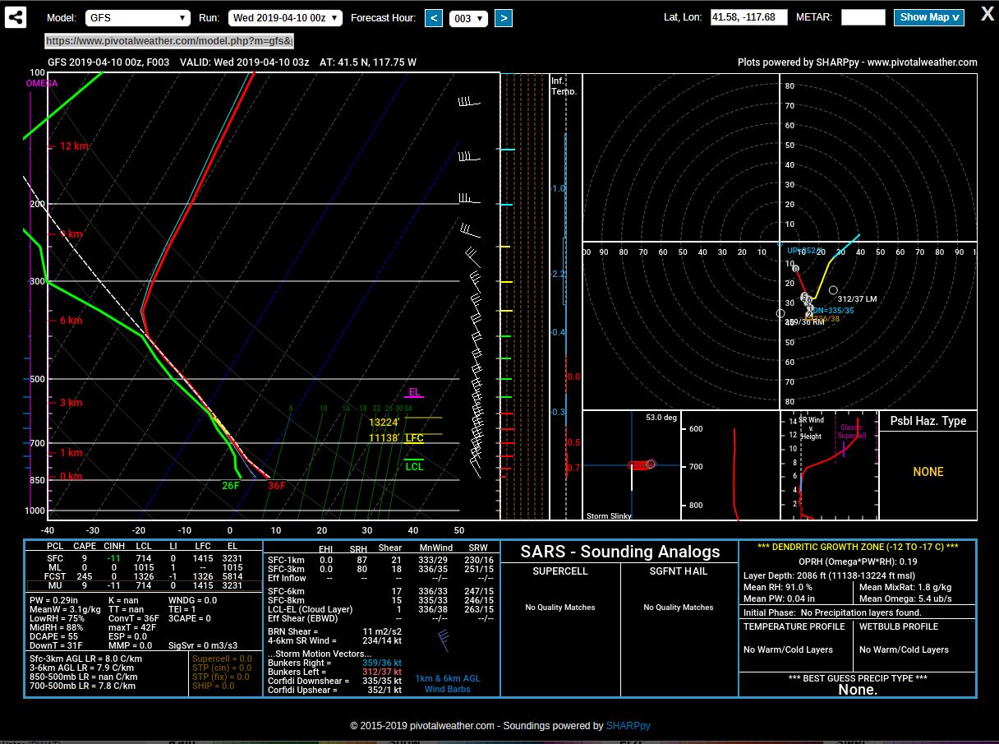 Model: GFS Run: Wed 2019-04-10 00z Forecast Hour: < 003 > Lat, Lon: 41.58, -117.68 METAR: Show Map v X
https://www.pivotalweather.com/model.php?m=gfs&
GFS 2019-04-10 00z, F003 VALID: Wed 2019-04-10 03z AT: 41.5 N, 117.75 W
Plots powered by SHARPpy - www.pivotalweather.com
100
OMEGA
12 km
200
9 km
300
6 km
500
3 km
700
1 km
850
0 km
1000
6 10 14 18 22 26 30 34
EL
13224'
11138' LFC
LCL
26F 36F
-40 -30 -20 -10 0 10 20 30 40 50
Inf.
Temp.
-1.0
-2.2
-0.4
0.0
-0.3
0.5
0.7
80
70
60
50
40
30
20
10
90 80 70 60 50 40 30 20 10 10 20 30 40 50 60 70 80 90
10
20
30
40
50
60
70
80
UP=352/1
312/37 LM
DN=335/35
336/38
359/36 RM
53.0 deg
Storm Slinky
600
700
800
SR Wind
v.
Height
14
12
10
8
6
4
2
Classic
Supercell
Psbl Haz. Type
NONE
PCL CAPE CINH LCL LI LFC EL
SFC 9 -11 714 0 1415 3231
ML 0 0 1015 1 -- 1015
FCST 245 0 1326 -1 1326 5814
MU 9 -11 714 0 1415 3231
PW = 0.29in K = nan WNDG = 0.0
MeanW = 3.1g/kg TT = nan TEI = 1
LowRH = 75% ConvT = 36F 3CAPE = 0
MidRH = 88% maxT = 42F
DCAPE = 55 ESP = 0.0
DownT = 31F MMP = 0.0 SigSvr = 0 m3/s3
Sfc-3km AGL LR = 8.0 C/km
3-6km AGL LR = 7.9 C/km
850-500mb LR = nan C/km
700-500mb LR = 7.8 C/km
Supercell = 0.0
STP (cin) = 0.0
STP (fix) = 0.0
SHIP = 0.0
EHI SRH Shear MnWind SRW
SFC-1km 0.0 87 21 333/29 230/16
SFC-3km 0.0 80 18 336/35 251/15
Eff Inflow -- -- -- --/-- --/--
SFC-6km 17 336/33 247/15
SFC-8km 15 335/33 246/15
LCL-EL (Cloud Layer) 1 336/38 263/15
Eff Shear (EBWD) -- --/-- --/--
BRN Shear = 11 m2/s2
4-6km SR Wind = 234/14 kt
...Storm Motion Vectors...
Bunkers Right = 359/36 kt
Bunkers Left = 312/37 kt
Corfidi Downshear = 335/35 kt
Corfidi Upshear = 352/1 kt
1km & 6km AGL
Wind Barbs
SARS - Sounding Analogs
SUPERCELL SGFNT HAIL
No Quality Matches No Quality Matches
*** DENDRITIC GROWTH ZONE (-12 TO -17 C) ***
OPRH (Omega*PW*RH): 0.19
Layer Depth: 2086 ft (11138-13224 ft msl)
Mean RH: 91.0 % Mean MixRat: 1.8 g/kg
Mean PW: 0.04 in Mean Omega: 5.4 ub/s
Initial Phase: No Precipitation layers found.
TEMPERATURE PROFILE WETBULB PROFILE
No Warm/Cold Layers No Warm/Cold Layers
*** BEST GUESS PRECIP TYPE ***
None.
© 2015-2019 pivotalweather.com - Soundings powered by SHARPpy